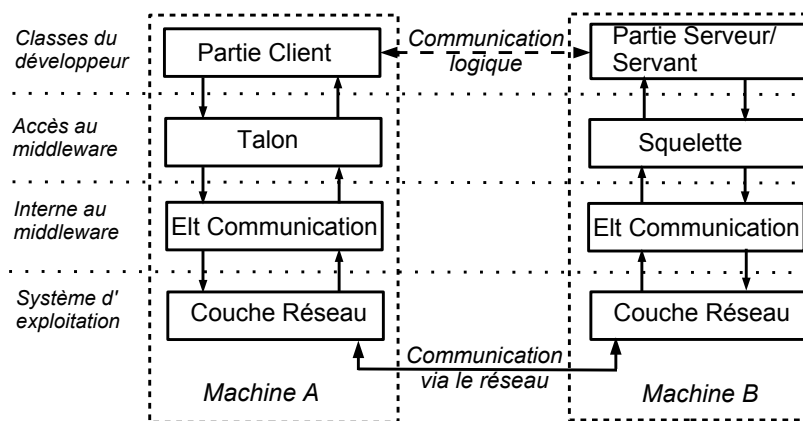 Classes du
développeur
Partie Client
Communication
logique
Partie Serveur/
Servant
Accès au
middleware
Talon
Squelette
Interne au
middleware
Elt Communication
Elt Communication
Système d'
exploitation
Couche Réseau
Couche Réseau
Communication
via le réseau
Machine A
Machine B